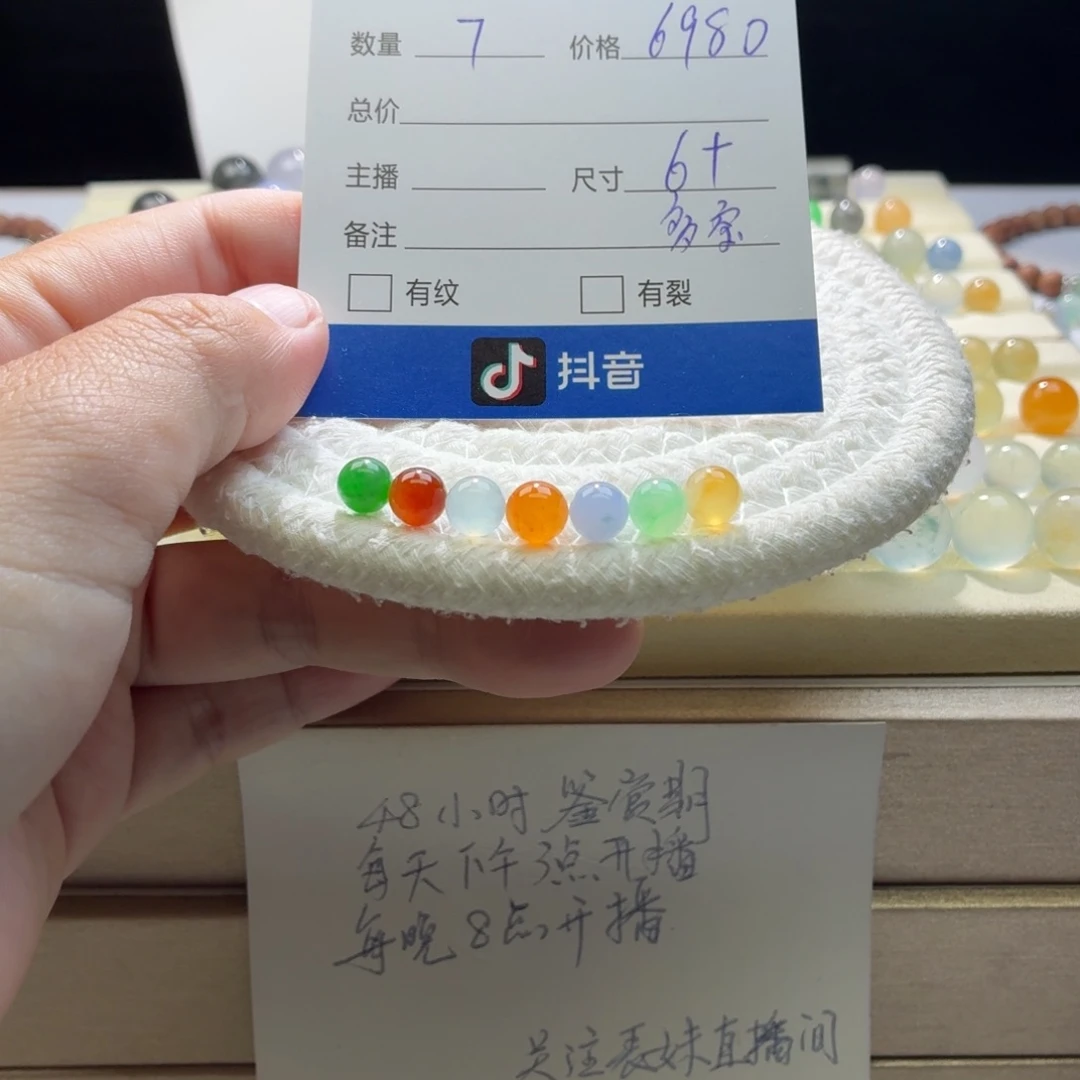 数量 7 价格 6980
总价
主播 尺寸 6+
备注 多宝
有纹 有裂
抖音
48小时鉴赏期
每天下午3点开播
每晚8点开播
关注表妹直播间